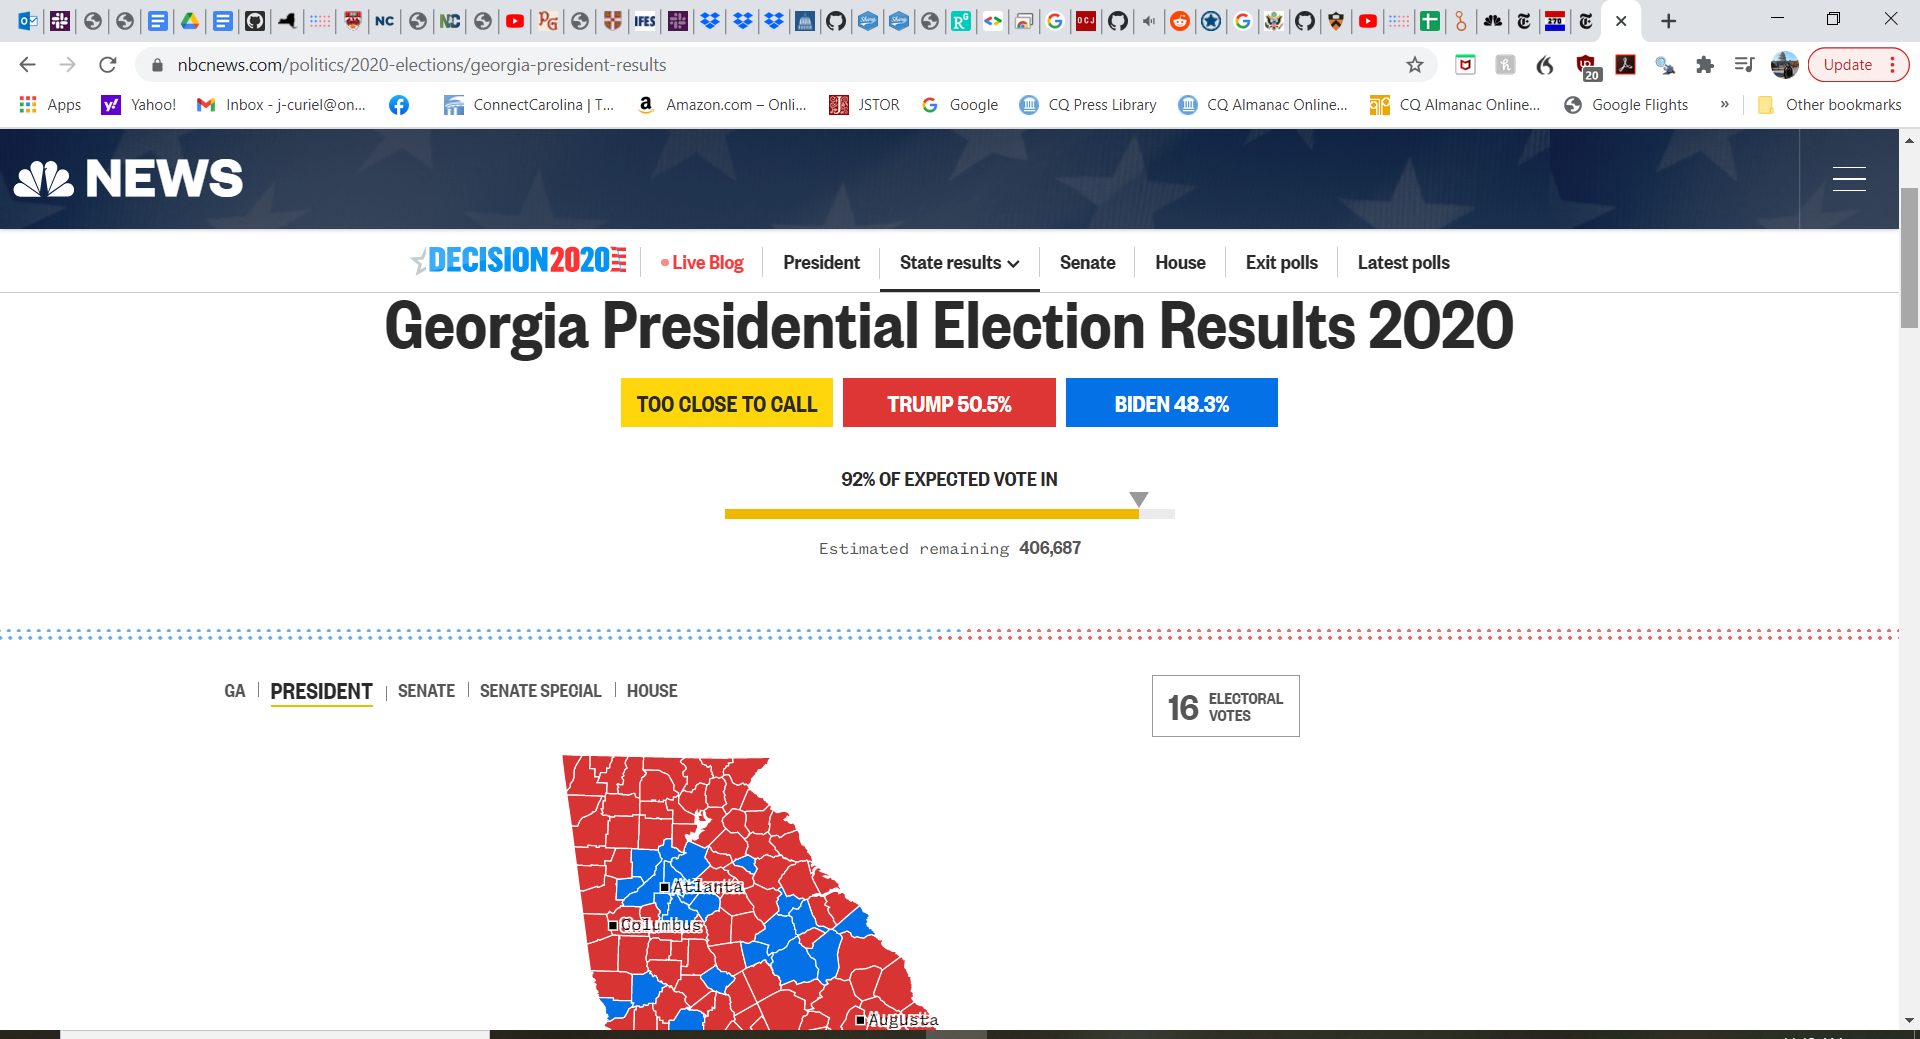 nbcnews.com/politics/2020-elections/georgia-president-results
20
Update
Apps
Yahoo!
Inbox - j-curiel@on...
ConnectCarolina | T...
Amazon.com – Onli...
JSTOR
Google
CQ Press Library
CQ Almanac Online...
CQ Almanac Online...
Google Flights
»
Other bookmarks
NEWS
DECISION 2020
Live Blog
President
State results
Senate
House
Exit polls
Latest polls
Georgia Presidential Election Results 2020
TOO CLOSE TO CALL
TRUMP 50.5%
BIDEN 48.3%
92% OF EXPECTED VOTE IN
Estimated remaining 406,687
GA
PRESIDENT
SENATE
SENATE SPECIAL
HOUSE
16 ELECTORAL
VOTES
Atlanta
Columbus
Augusta